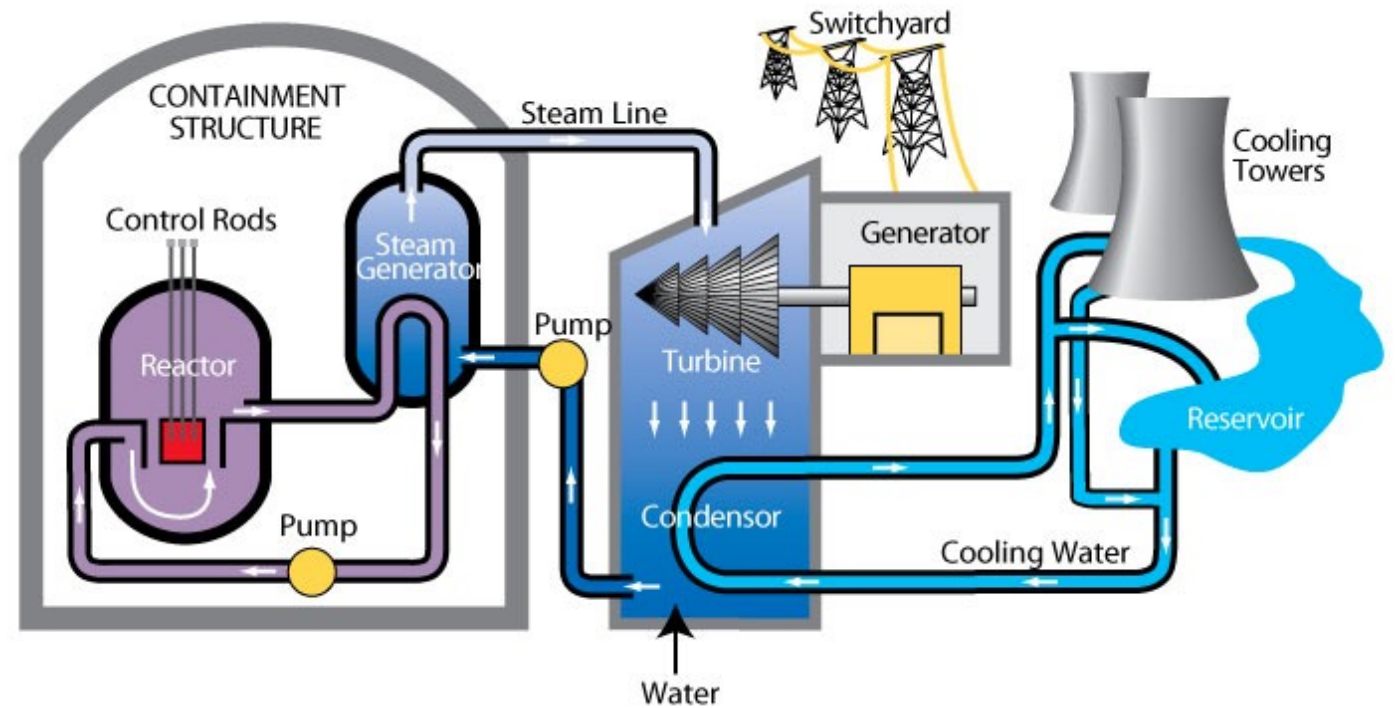 Switchyard
CONTAINMENT
STRUCTURE
Steam Line
Cooling
Towers
Control Rods
Steam
Generator
Generator
Pump
Reactor
Turbine
Reservoir
Condensor
Pump
Cooling Water
Water